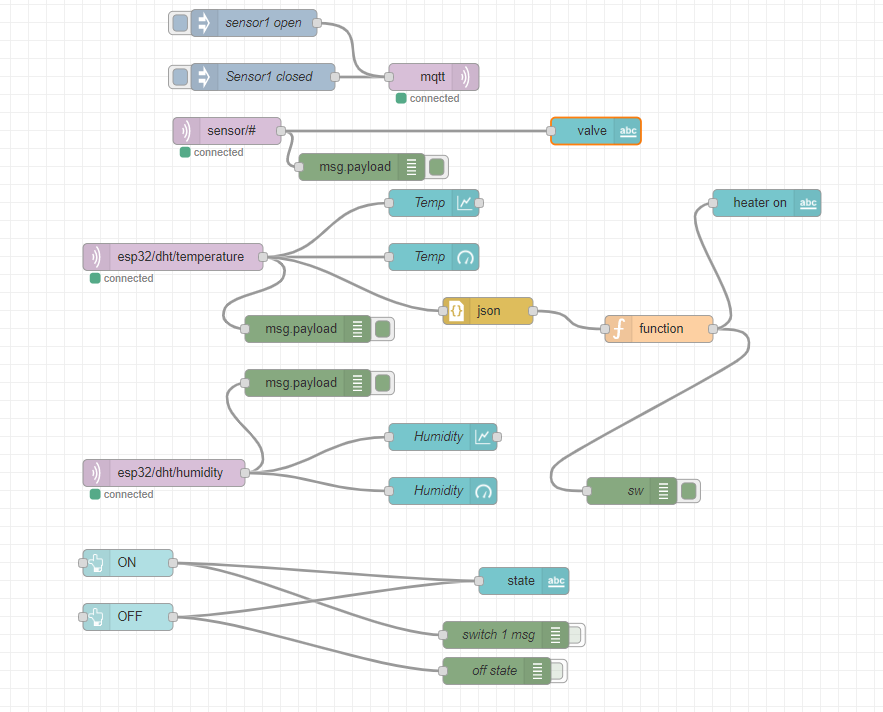 sensor1 open
Sensor1 closed
mqtt
connected
sensor/#
connected
valve
abc
msg.payload
Temp
heater on
abc
esp32/dht/temperature
connected
Temp
{}
json
msg.payload
f
function
msg.payload
Humidity
esp32/dht/humidity
connected
Humidity
sw
ON
state
abc
OFF
switch 1 msg
off state